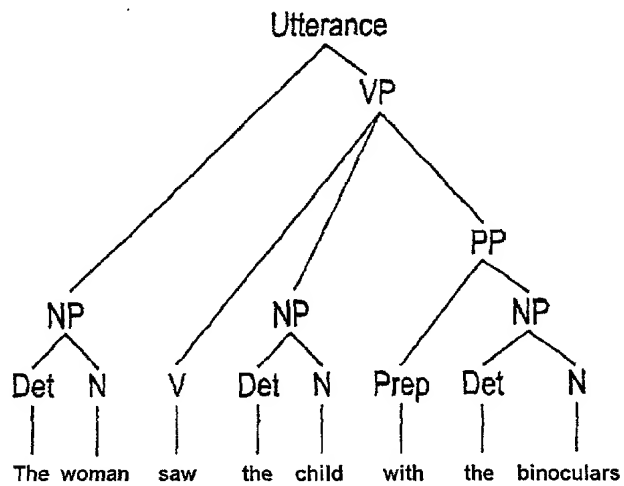 Utterance
VP
PP
NP NP NP
Det N V Det N Prep Det N
The woman saw the child with the binoculars